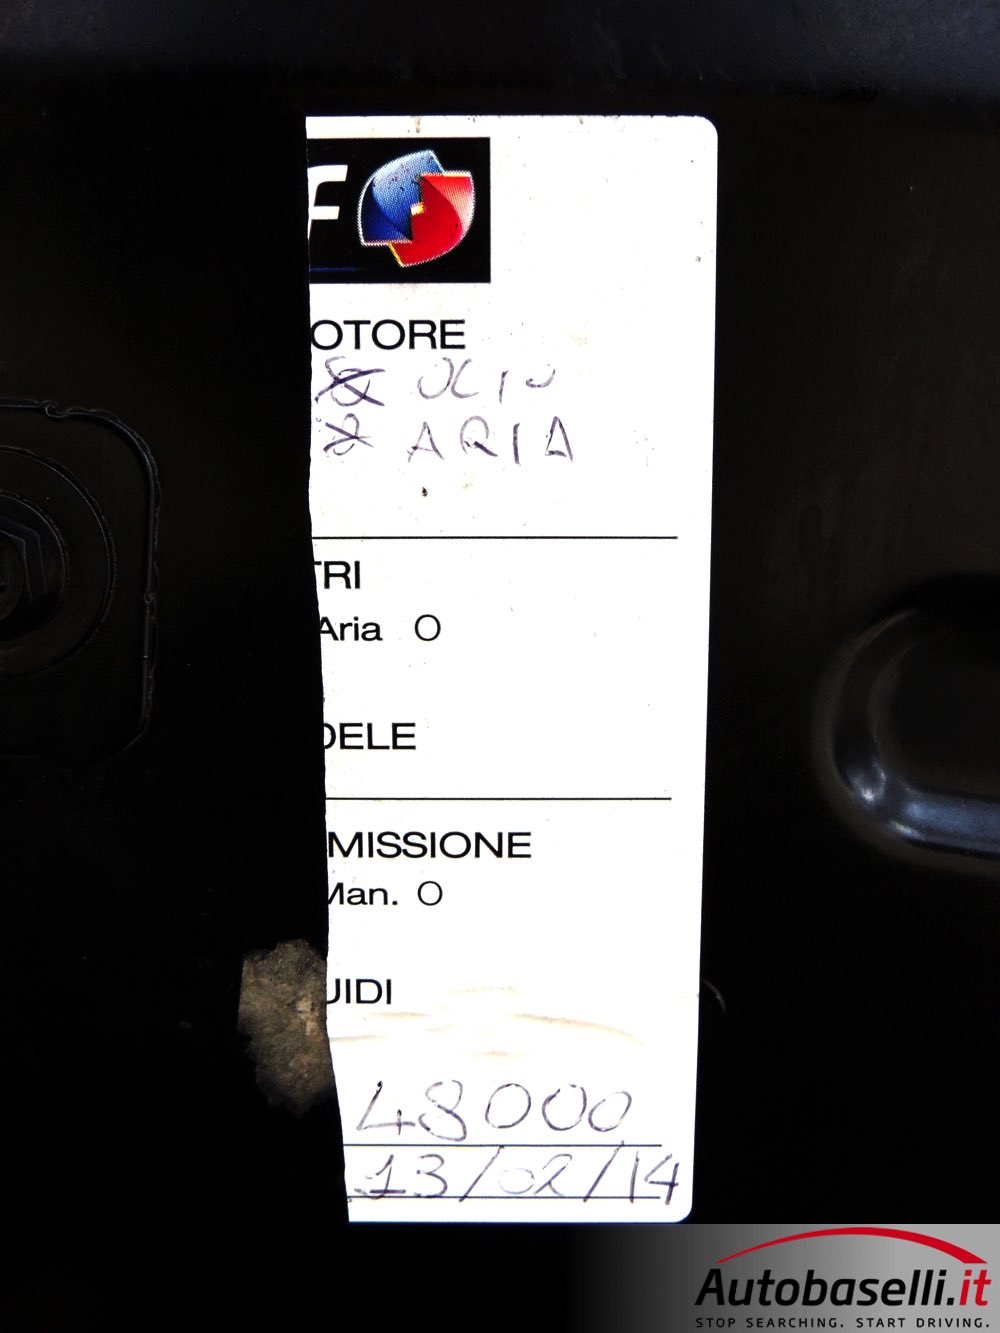 f
OTORE
OLIO
ARIA
TRI
Aria O
DELE
MISSIONE
Man. O
UIDI
48000
13/02/14
Autobaselli.it
STOP SEARCHING. START DRIVING.